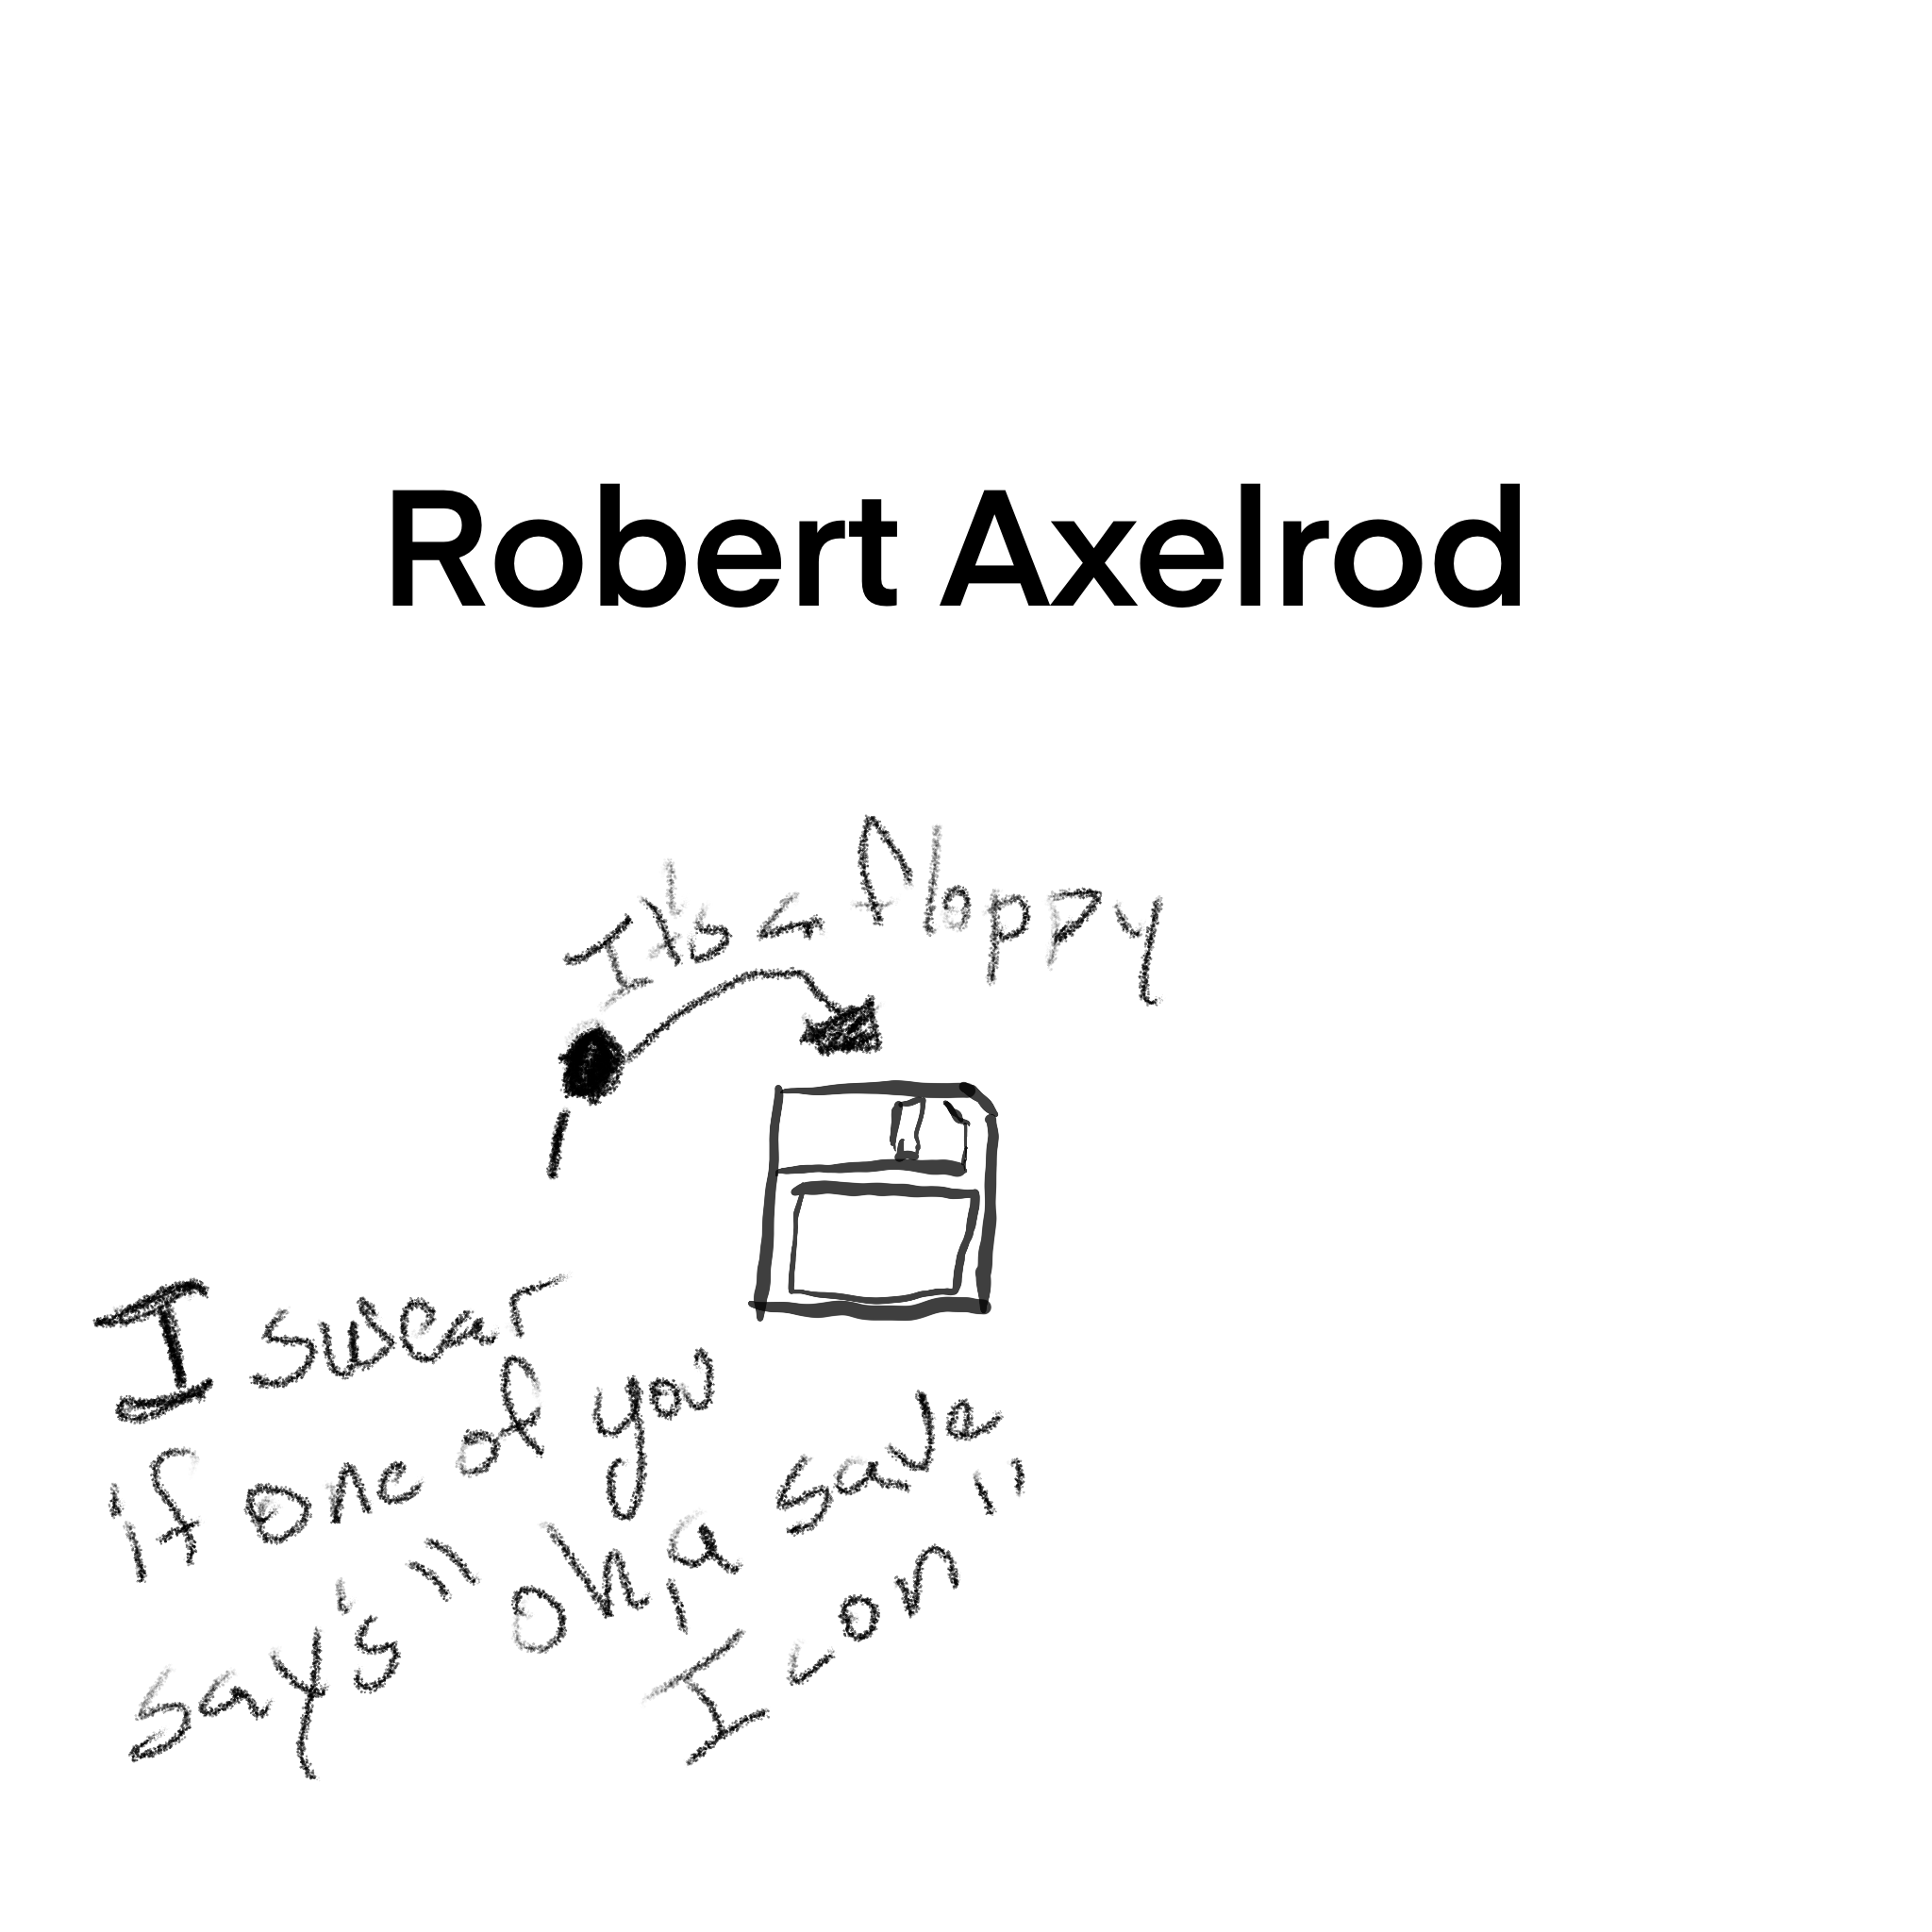 Robert Axelrod
It's a floppy
I swear
if one of you
say's "oh, a save
Icon"